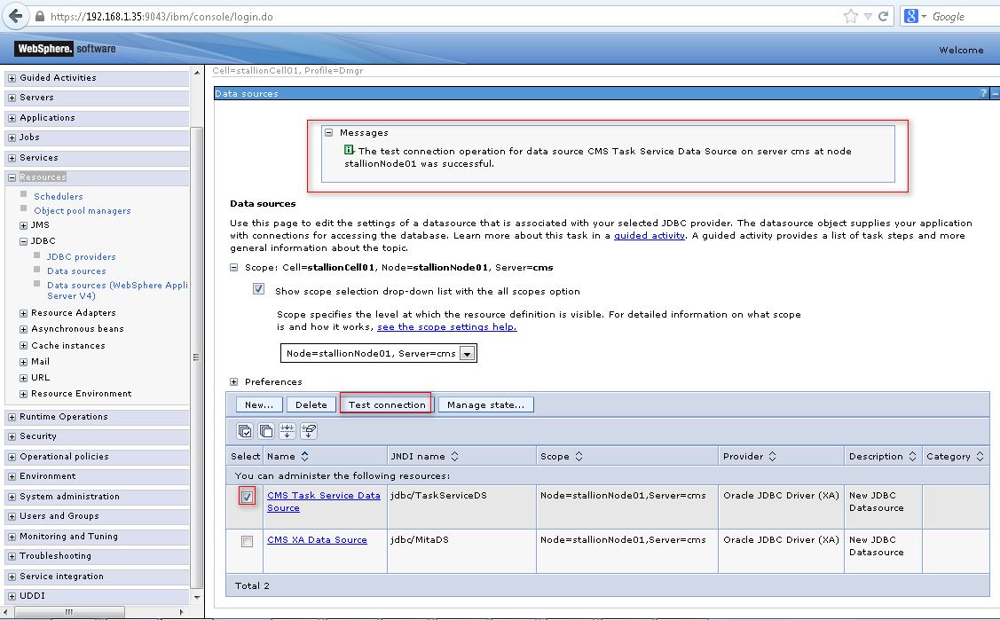 https://192.168.1.35:9043/ibm/console/login.do
Google
WebSphere. software
Welcome
Guided Activities
Servers
Applications
Jobs
Services
Resources
Schedulers
Object pool managers
JMS
JDBC
JDBC providers
Data sources
Data sources (WebSphere Appli
Server V4)
Resource Adapters
Asynchronous beans
Cache instances
Mail
URL
Resource Environment
Runtime Operations
Security
Operational policies
Environment
System administration
Users and Groups
Monitoring and Tuning
Troubleshooting
Service integration
UDDI
Cell=stallionCell01, Profile=Dmgr
Data sources
?
Messages
The test connection operation for data source CMS Task Service Data Source on server cms at node
stallionNode01 was successful.
Data sources
Use this page to edit the settings of a datasource that is associated with your selected JDBC provider. The datasource object supplies your application
with connections for accessing the database. Learn more about this task in a guided activity. A guided activity provides a list of task steps and more
general information about the topic.
Scope: Cell=stallionCell01, Node=stallionNode01, Server=cms
Show scope selection drop-down list with the all scopes option
Scope specifies the level at which the resource definition is visible. For detailed information on what scope
is and how it works, see the scope settings help.
Node=stallionNode01, Server=cms
Preferences
New... Delete Test connection Manage state...
Select Name JNDI name Scope Provider Description Category
You can administer the following resources:
CMS Task Service Data jdbc/TaskServiceDS Node=stallionNode01,Server=cms Oracle JDBC Driver (XA) New JDBC
Source Datasource
CMS XA Data Source jdbc/MitaDS Node=stallionNode01,Server=cms Oracle JDBC Driver (XA) New JDBC
Datasource
Total 2